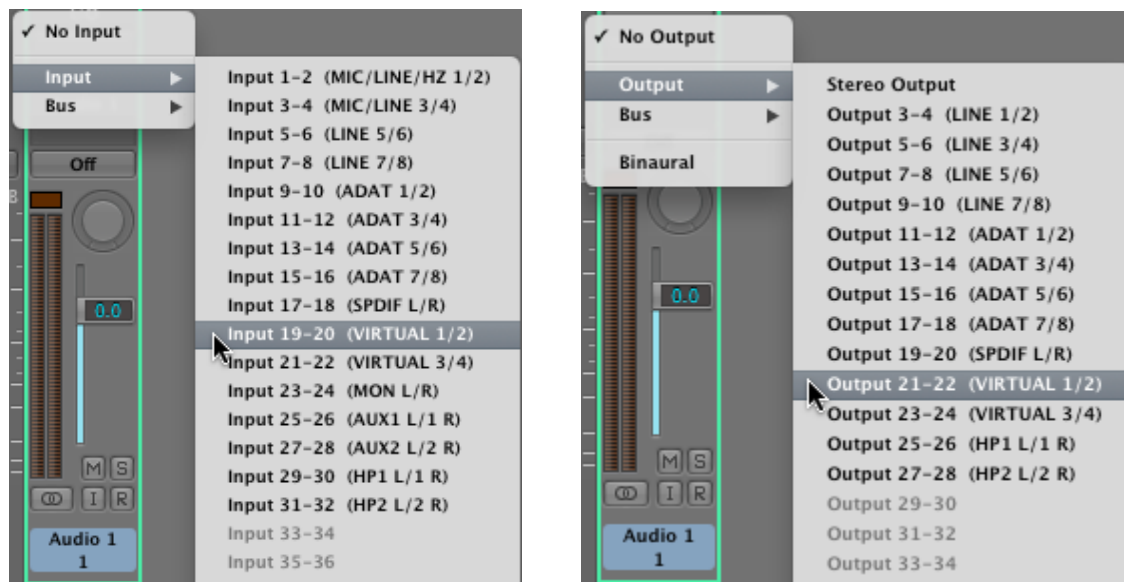 ✓ No Input
Input
Bus
Input 1-2 (MIC/LINE/HZ 1/2)
Input 3-4 (MIC/LINE 3/4)
Input 5-6 (LINE 5/6)
Input 7-8 (LINE 7/8)
Input 9-10 (ADAT 1/2)
Input 11-12 (ADAT 3/4)
Input 13-14 (ADAT 5/6)
Input 15-16 (ADAT 7/8)
Input 17-18 (SPDIF L/R)
Input 19-20 (VIRTUAL 1/2)
Input 21-22 (VIRTUAL 3/4)
Input 23-24 (MON L/R)
Input 25-26 (AUX1 L/1 R)
Input 27-28 (AUX2 L/2 R)
Input 29-30 (HP1 L/1 R)
Input 31-32 (HP2 L/2 R)
Input 33-34
Input 35-36
Off
0.0
M S
I R
Audio 1
1
✓ No Output
Output
Bus
Binaural
Stereo Output
Output 3-4 (LINE 1/2)
Output 5-6 (LINE 3/4)
Output 7-8 (LINE 5/6)
Output 9-10 (LINE 7/8)
Output 11-12 (ADAT 1/2)
Output 13-14 (ADAT 3/4)
Output 15-16 (ADAT 5/6)
Output 17-18 (ADAT 7/8)
Output 19-20 (SPDIF L/R)
Output 21-22 (VIRTUAL 1/2)
Output 23-24 (VIRTUAL 3/4)
Output 25-26 (HP1 L/1 R)
Output 27-28 (HP2 L/2 R)
Output 29-30
Output 31-32
Output 33-34
0.0
M S
I R
Audio 1
1